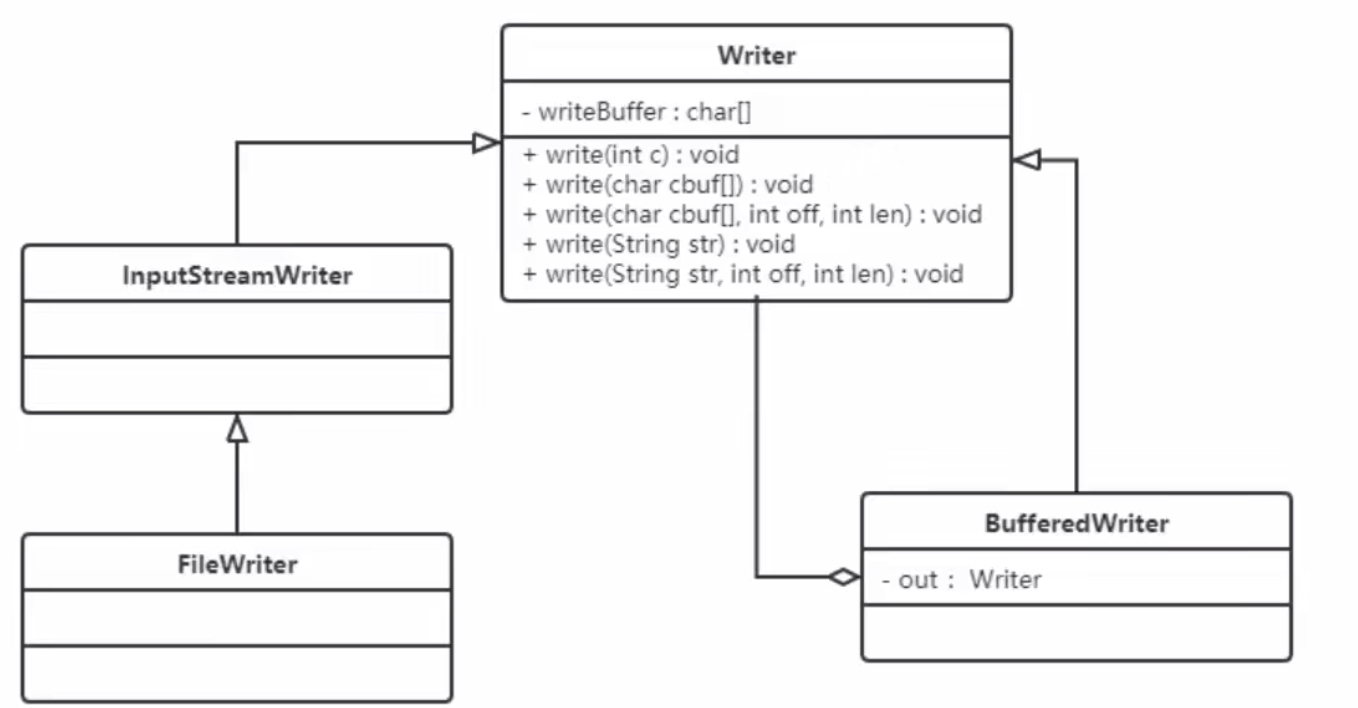 Writer
- writeBuffer : char[]
+ write(int c) : void
+ write(char cbuf[]) : void
+ write(char cbuf[], int off, int len) : void
+ write(String str) : void
+ write(String str, int off, int len) : void
InputStreamWriter
FileWriter
BufferedWriter
- out : Writer